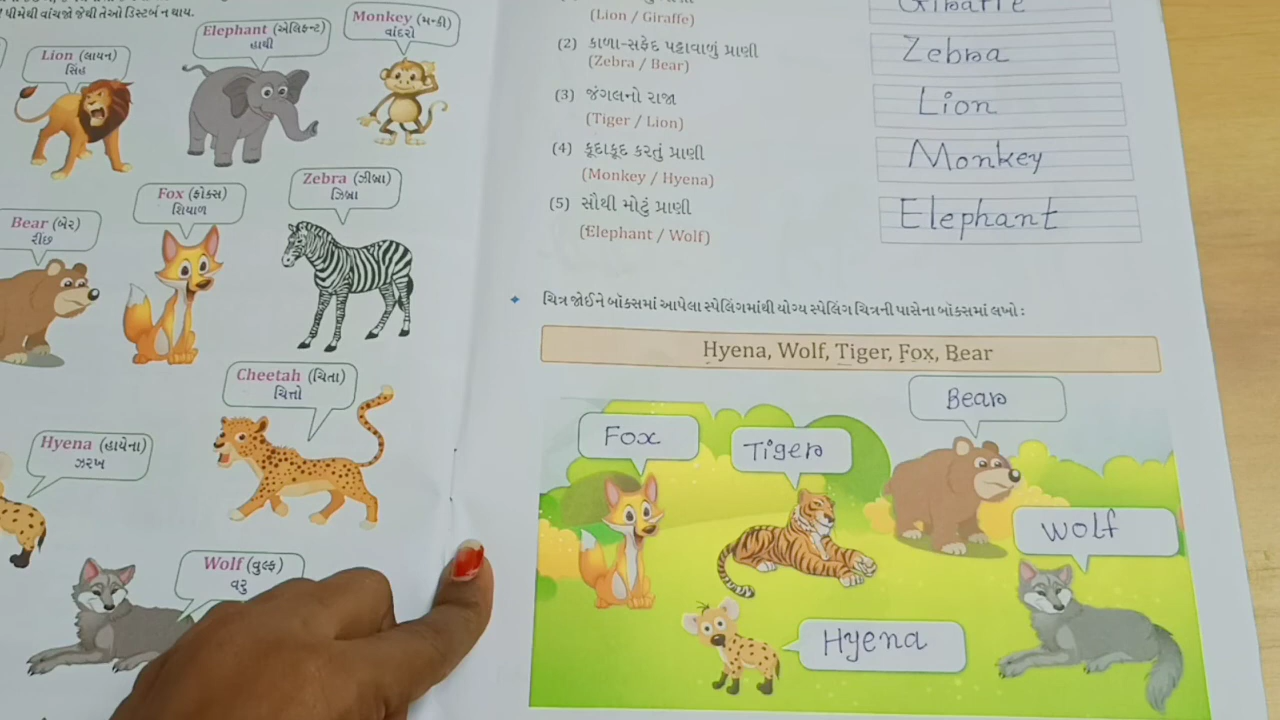 પીમેથી વાંચજો જેથી તેઓ ડિસ્ટર્બ ન થાય.
Lion (લાયન)
સિંહ
Elephant (એલિફન્ટ)
હાથી
Monkey (મન્કી)
વાંદરો
Bear (બેર)
રીંછ
Fox (ફોક્સ)
શિયાળ
Zebra (ઝીબ્રા)
ઝિબ્રા
Cheetah (ચિતા)
ચિત્તો
Hyena (હાયેના)
ઝરખ
Wolf (વુલ્ફ)
વરુ
(Lion / Giraffe)
Giraffe
(2) કાળા-સફેદ પટ્ટાવાળું પ્રાણી
(Zebra / Bear)
Zebra
(3) જંગલનો રાજા
(Tiger / Lion)
Lion
(4) કૂદાકૂદ કરતું પ્રાણી
(Monkey / Hyena)
Monkey
(5) સૌથી મોટું પ્રાણી
(Elephant / Wolf)
Elephant
ચિત્ર જોઈને બૉક્સમાં આપેલા સ્પેલિંગમાંથી યોગ્ય સ્પેલિંગ ચિત્રની પાસેના બૉક્સમાં લખો :
Hyena, Wolf, Tiger, Fox, Bear
Bear
Fox
Tiger
Wolf
Hyena